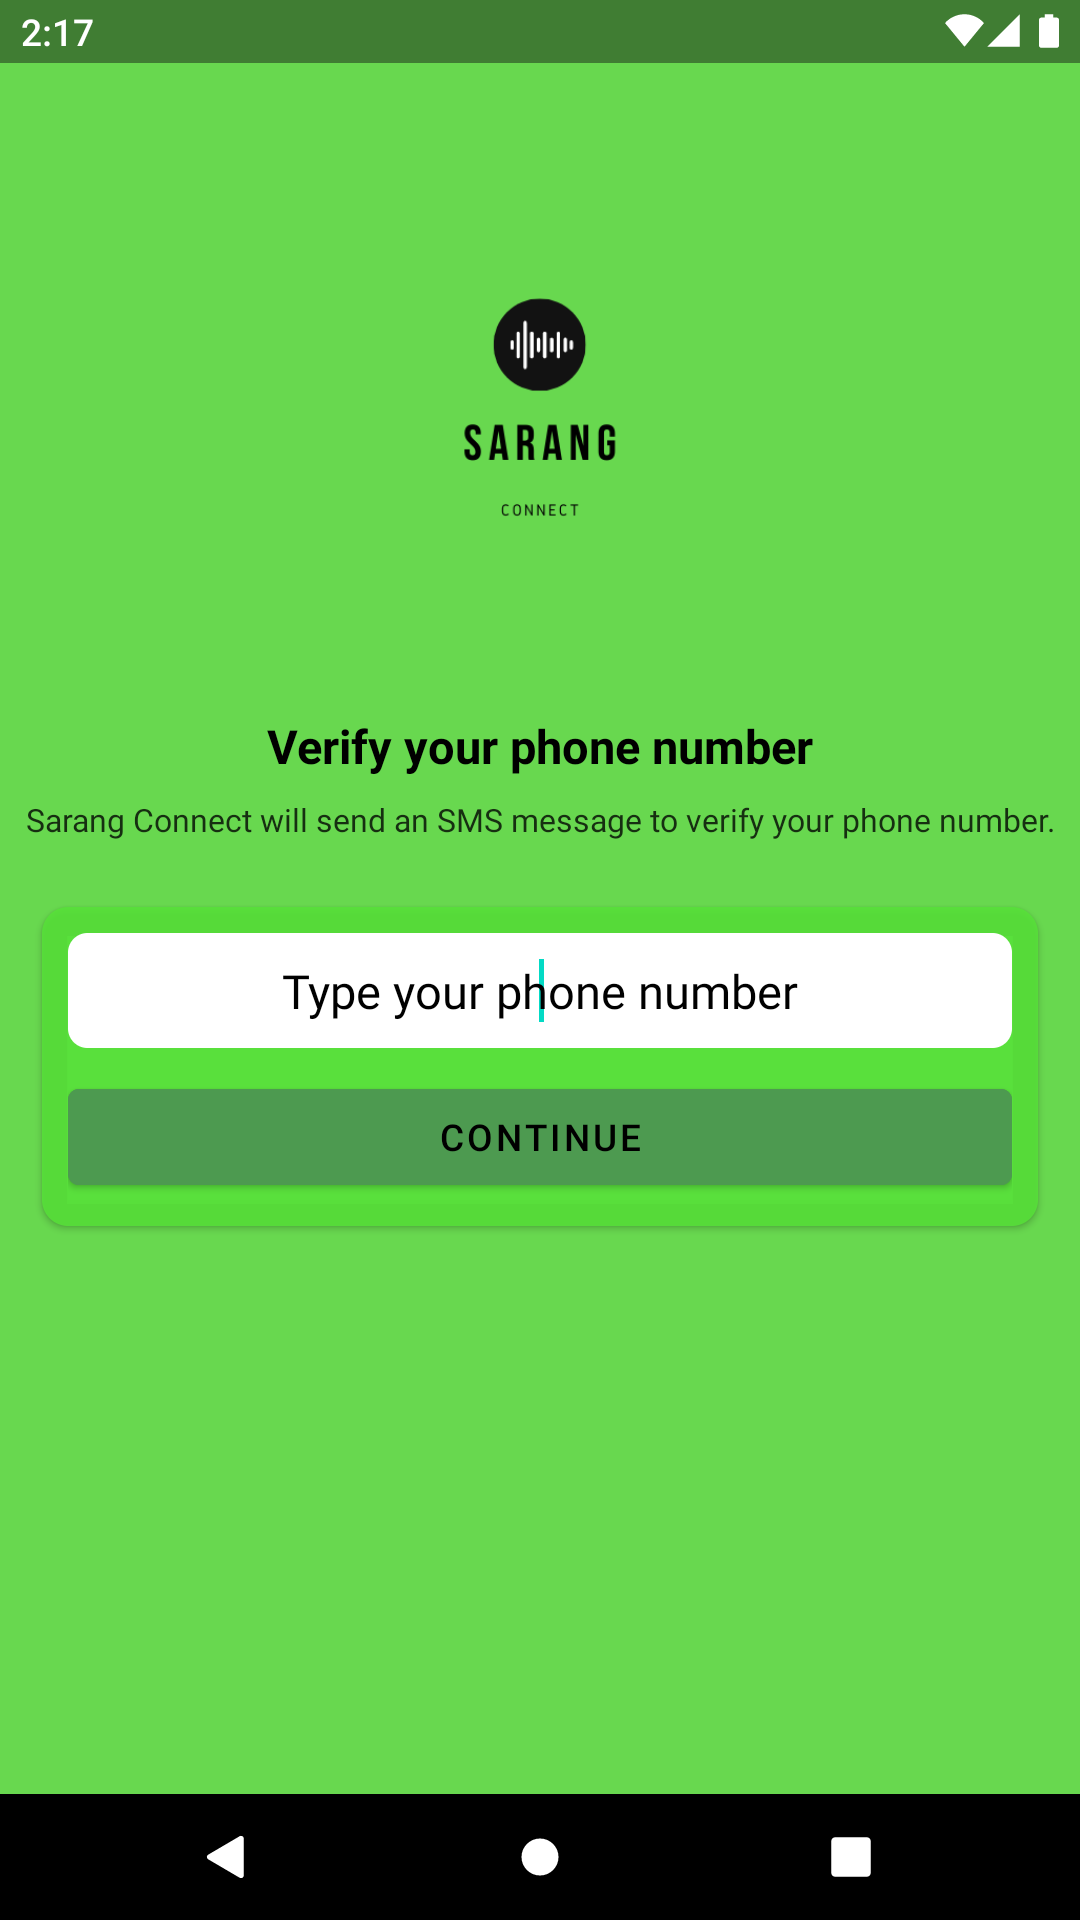 2:17
SARANG
CONNECT
Verify your phone number
Sarang Connect will send an SMS message to verify your phone number.
Type your phone number
CONTINUE